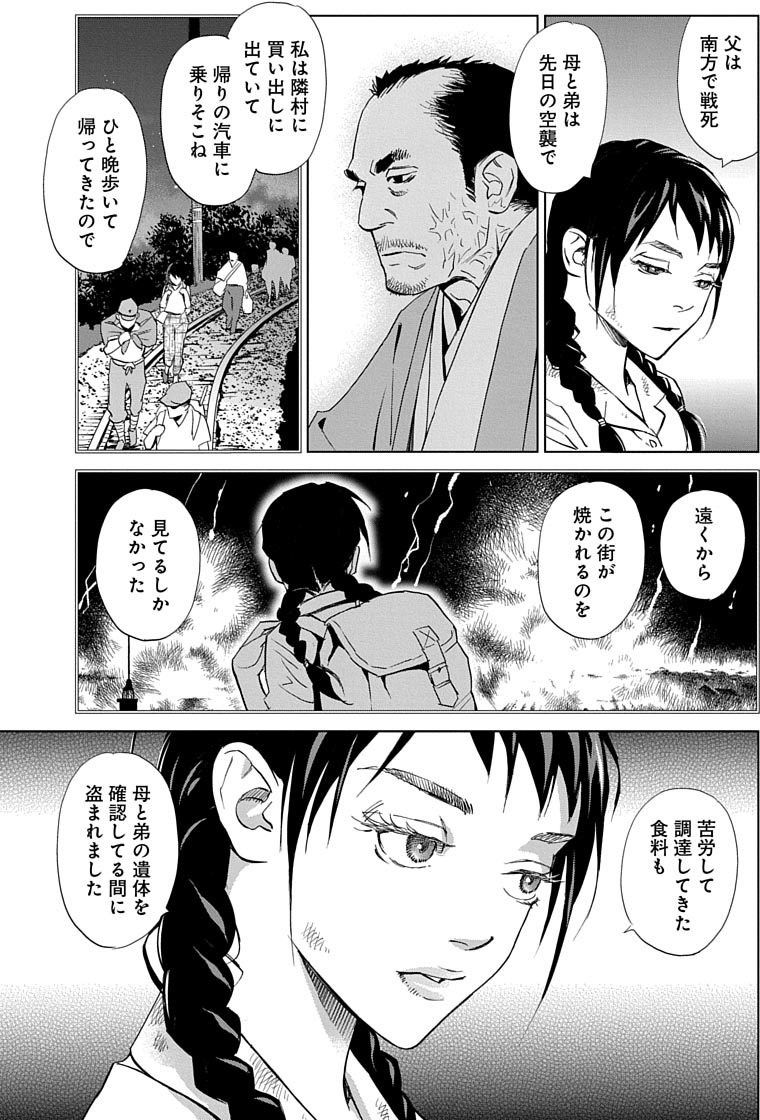 父は
南方で戦死
母と弟は
先日の空襲で
私は隣村に
買い出しに
出ていて
帰りの汽車に
乗りそこね
ひと晩歩いて
帰ってきたので
遠くから
この街が
焼かれるのを
見てるしか
なかった
苦労して
調達してきた
食料も
母と弟の遺体を
確認してる間に
盗まれました